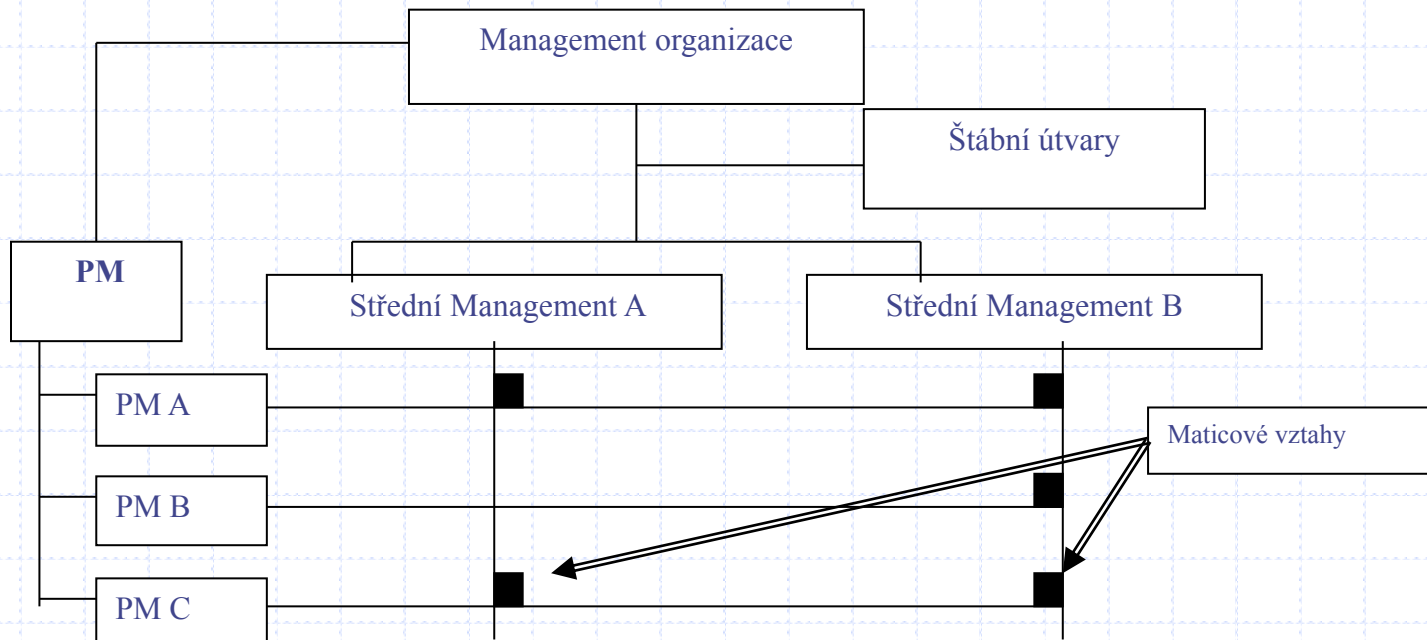 Management organizace
Štábní útvary
PM
Střední Management A
Střední Management B
PM A
Maticové vztahy
PM B
PM C